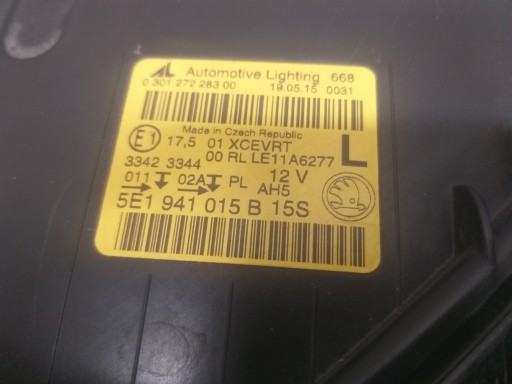 AL Automotive Lighting 668
0 301 272 283 00 19.05.15 0031
Made in Czech Republic
E1 17,5 01 XCEVRT L
00 RL LE11A6277
3342 3344 12 V
011 02A PL AH5
5E1 941 015 B 15S